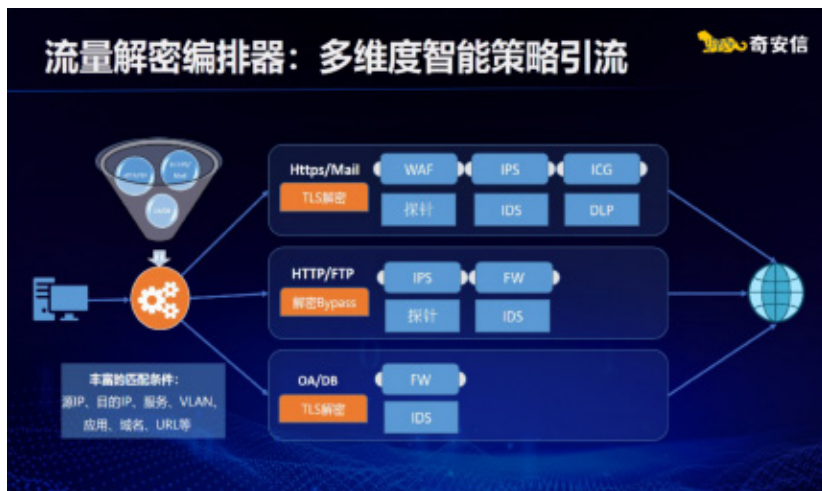 流量解密编排器：多维度智能策略引流
奇安信
Https/Mail
TLS解密
WAF
IPS
ICG
探针
IDS
DLP
HTTP/FTP
解密Bypass
IPS
FW
探针
IDS
OA/DB
TLS解密
FW
IDS
丰富的匹配条件：
源IP、目的IP、服务、VLAN、
应用、域名、URL等